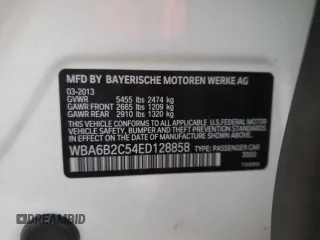 MFD BY BAYERISCHE MOTOREN WERKE AG
03-2013
GVWR 5455 lbs 2474 kg
GAWR FRONT 2665 lbs 1209 kg
GAWR REAR 2910 lbs 1320 kg
THIS VEHICLE CONFORMS TO ALL APPLICABLE U.S. FEDERAL MOTOR VEHICLE
SAFETY, BUMPER, AND THEFT PREVENTION STANDARDS IN EFFECT
ON THE DATE OF MANUFACTURE SHOWN ABOVE.
WBA6B2C54ED128858 TYPE: PASSENGER CAR
300/0
© DREAMBID